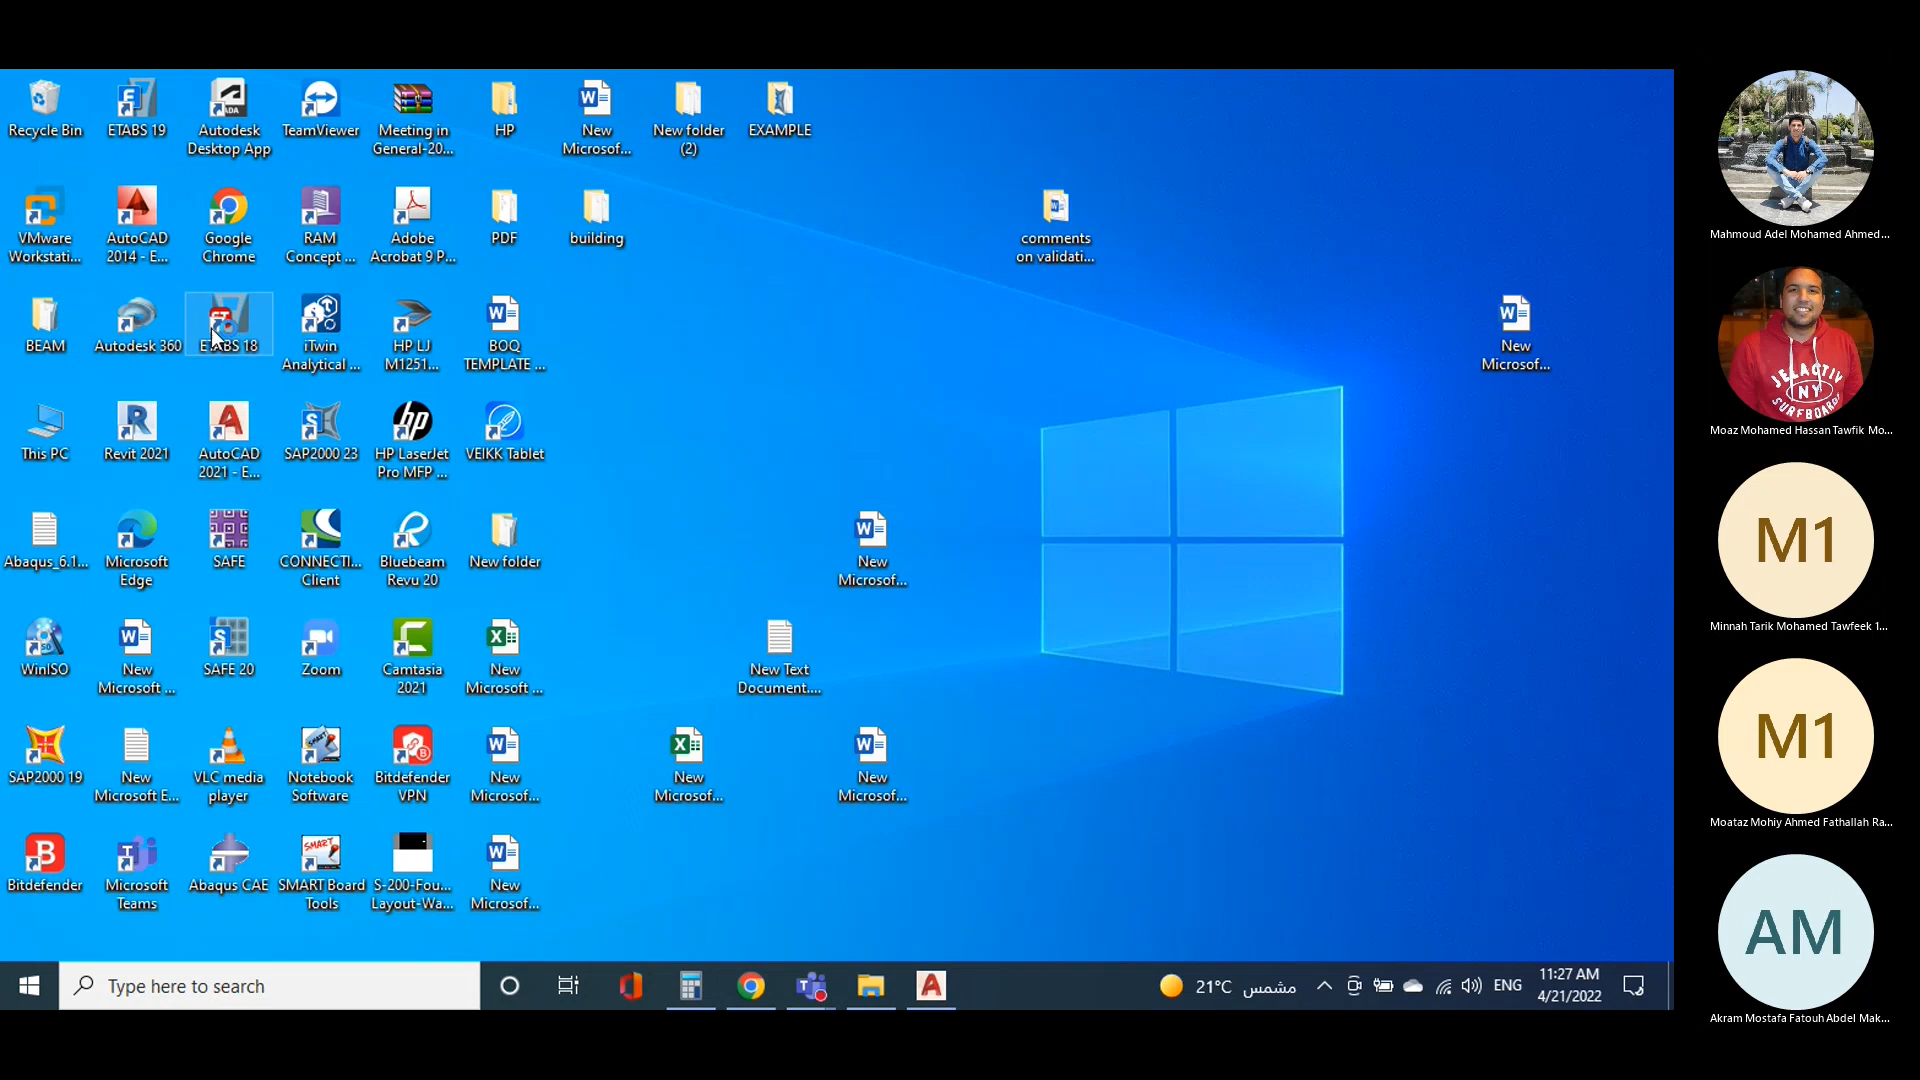 Recycle Bin
ETABS 19
Autodesk
Desktop App
TeamViewer
Meeting in
General-20...
HP
New
Microsof...
New folder
(2)
EXAMPLE
VMware
Workstati...
AutoCAD
2014 - E...
Google
Chrome
RAM
Concept ...
Adobe
Acrobat 9 P...
PDF
building
comments
on validati...
BEAM
Autodesk 360
ETABS 18
iTwin
Analytical ...
HP LJ
M1251...
BOQ
TEMPLATE ...
New
Microsof...
This PC
Revit 2021
AutoCAD
2021 - E...
SAP2000 23
HP LaserJet
Pro MFP ...
VEIKK Tablet
Abaqus_6.1...
Microsoft
Edge
SAFE
CONNECTI...
Client
Bluebeam
Revu 20
New folder
New
Microsof...
WinISO
New
Microsoft ...
SAFE 20
Zoom
Camtasia
2021
New
Microsoft ...
New Text
Document....
SAP2000 19
New
Microsoft E...
VLC media
player
Notebook
Software
Bitdefender
VPN
New
Microsof...
New
Microsof...
New
Microsof...
Bitdefender
Microsoft
Teams
Abaqus CAE
SMART Board
Tools
S-200-Fou...
Layout-Wa...
New
Microsof...
Type here to search
21°C مشمس
ENG
11:27 AM
4/21/2022
Mahmoud Adel Mohamed Ahmed...
JELACTIV
NY
SURFBOARD
Moaz Mohamed Hassan Tawfik Mo...
M1
Minnah Tarik Mohamed Tawfeek 1...
M1
Moataz Mohiy Ahmed Fathallah Ra...
AM
Akram Mostafa Fatouh Abdel Mak...